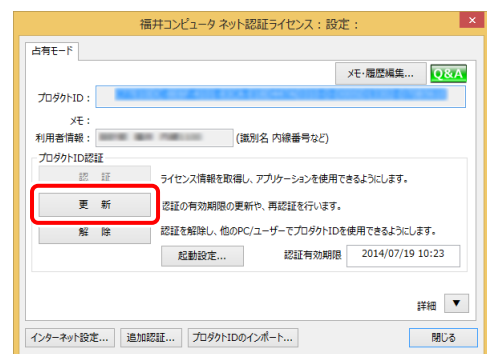 福井コンピュータ ネット認証ライセンス：設定：
占有モード
メモ・履歴編集... Q&A
プロダクトID：
メモ：
利用者情報： (識別名 内線番号など)
プロダクトID認証
認 証 ライセンス情報を取得し、アプリケーションを使用できるようにします。
更 新 認証の有効期限の更新や、再認証を行います。
解 除 認証を解除し、他のPC/ユーザーでプロダクトIDを使用できるようにします。
起動設定... 認証有効期限 2014/07/19 10:23
詳細 ▼
インターネット設定... 追加認証... プロダクトIDのインポート... 閉じる